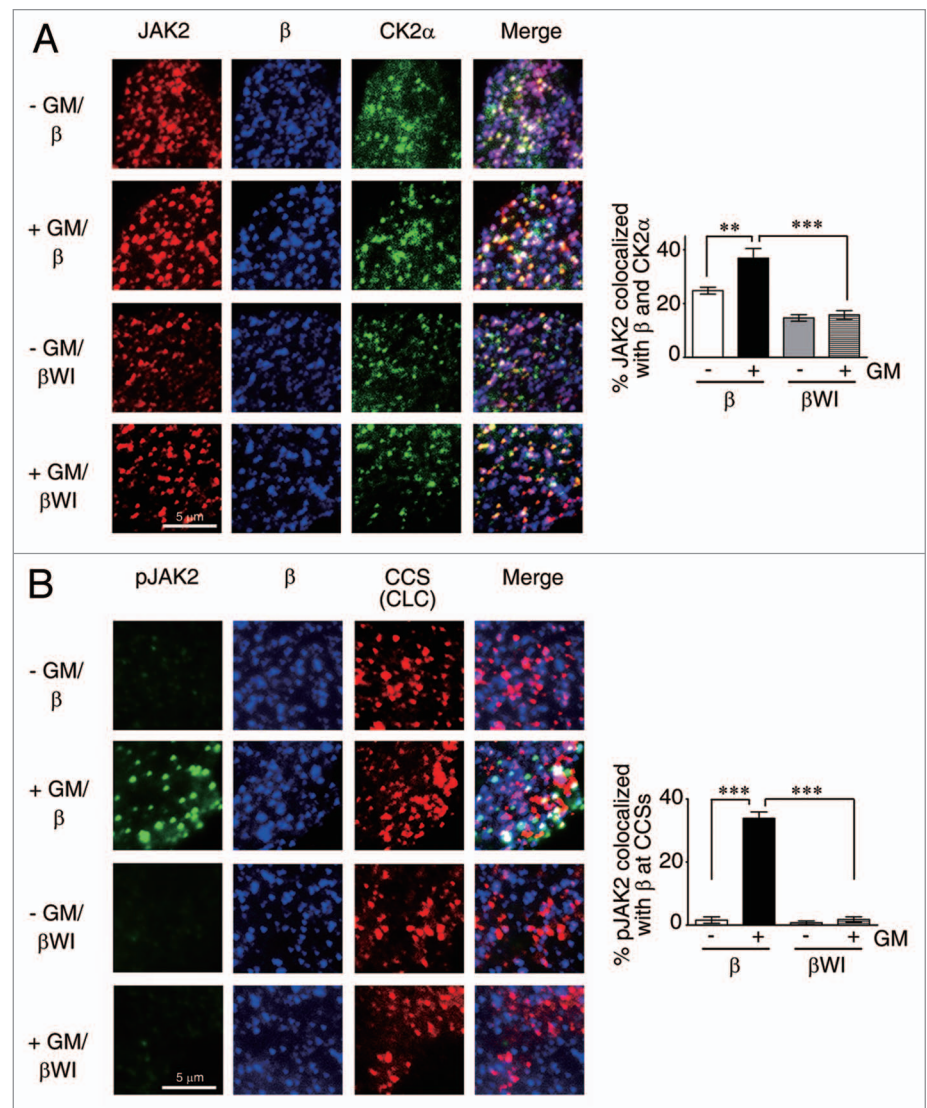 A
JAK2 β CK2α Merge
- GM/
β
+ GM/
β
- GM/
βWI
+ GM/
βWI
5 μm
% JAK2 colocalized
with β and CK2α
40
20
0
** ***
- + - + GM
β βWI
B
pJAK2 β CCS Merge
(CLC)
- GM/
β
+ GM/
β
- GM/
βWI
+ GM/
βWI
5 μm
% pJAK2 colocalized
with β at CCSs
40
20
0
*** ***
- + - + GM
β βWI